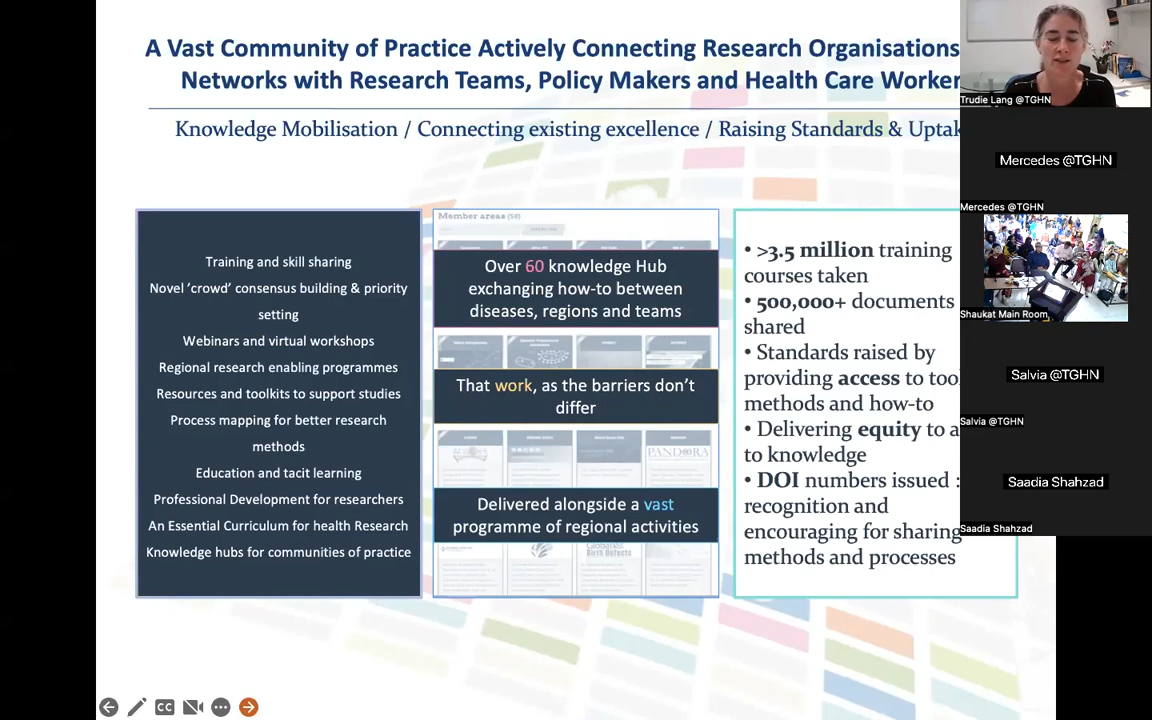 A Vast Community of Practice Actively Connecting Research Organisations
Networks with Research Teams, Policy Makers and Health Care Worker
Knowledge Mobilisation / Connecting existing excellence / Raising Standards & Uptak
Training and skill sharing
Novel 'crowd' consensus building & priority
setting
Webinars and virtual workshops
Regional research enabling programmes
Resources and toolkits to support studies
Process mapping for better research
methods
Education and tacit learning
Professional Development for researchers
An Essential Curriculum for health Research
Knowledge hubs for communities of practice
Member areas (58)
Over 60 knowledge Hub
exchanging how-to between
diseases, regions and teams
That work, as the barriers don't
differ
PANDORA
Delivered alongside a vast
programme of regional activities
Global
Birth Defects
• >3.5 million training
courses taken
• 500,000+ documents
shared
• Standards raised by
providing access to tool
methods and how-to
• Delivering equity to a
to knowledge
• DOI numbers issued :
recognition and
encouraging for sharing
methods and processes
Trudie Lang @TGHN
Mercedes @TGHN
Mercedes @TGHN
Shaukat Main Room
Salvia @TGHN
Salvia @TGHN
Saadia Shahzad
Saadia Shahzad
CC